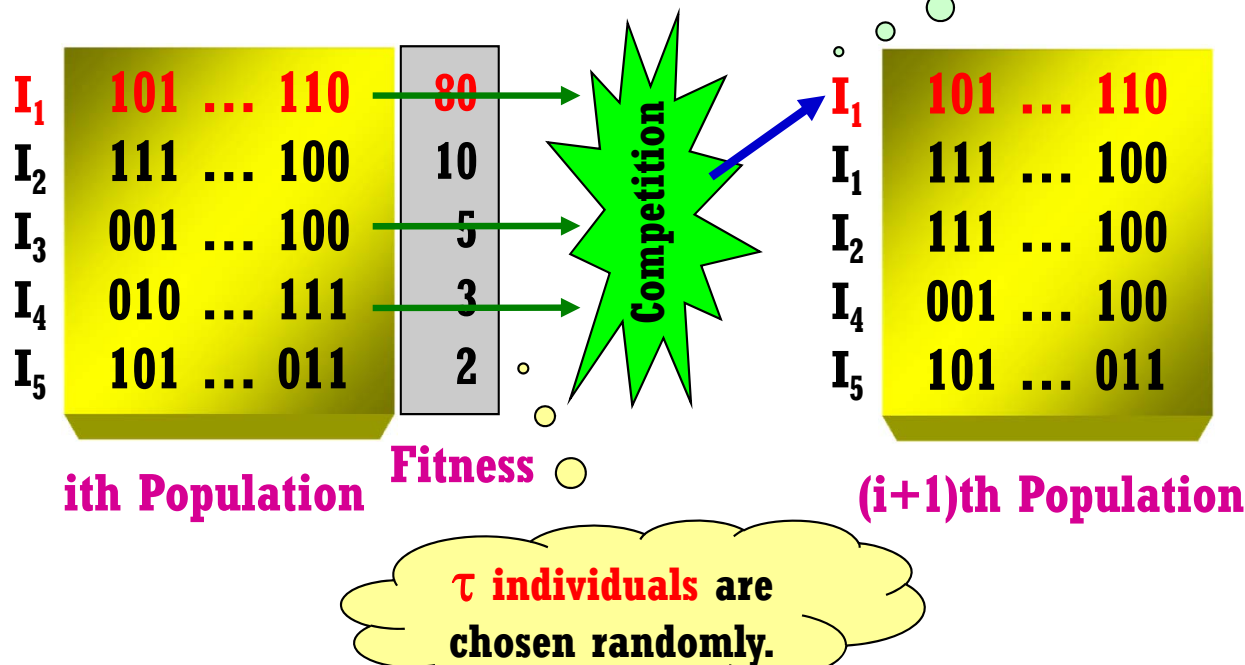 I1 101 ... 110 80
I2 111 ... 100 10
I3 001 ... 100 5
I4 010 ... 111 3
I5 101 ... 011 2
ith Population
Fitness
Competition
I1 101 ... 110
I1 111 ... 100
I2 111 ... 100
I4 001 ... 100
I5 101 ... 011
(i+1)th Population
τ individuals are
chosen randomly.